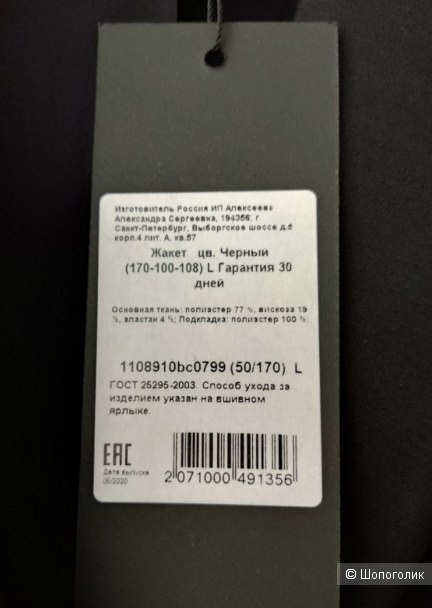 Изготовитель Россия ИП Алексеева
Александра Сергеевна, 194356, г.
Санкт-Петербург, Выборгское шоссе д.5
корп.4 лит. А, кв.57
Жакет цв. Черный
(170-100-108) L Гарантия 30
дней
Основная ткань: полиэстер 77 %, вискоза 19
%, эластан 4 %; Подкладка: полиэстер 100 %;
1108910bc0799 (50/170) L
ГОСТ 25295-2003. Способ ухода за
изделием указан на вшивном
ярлыке.
EAC
Дата выпуска
06/2020
2 071000 491356
© Шопоголик